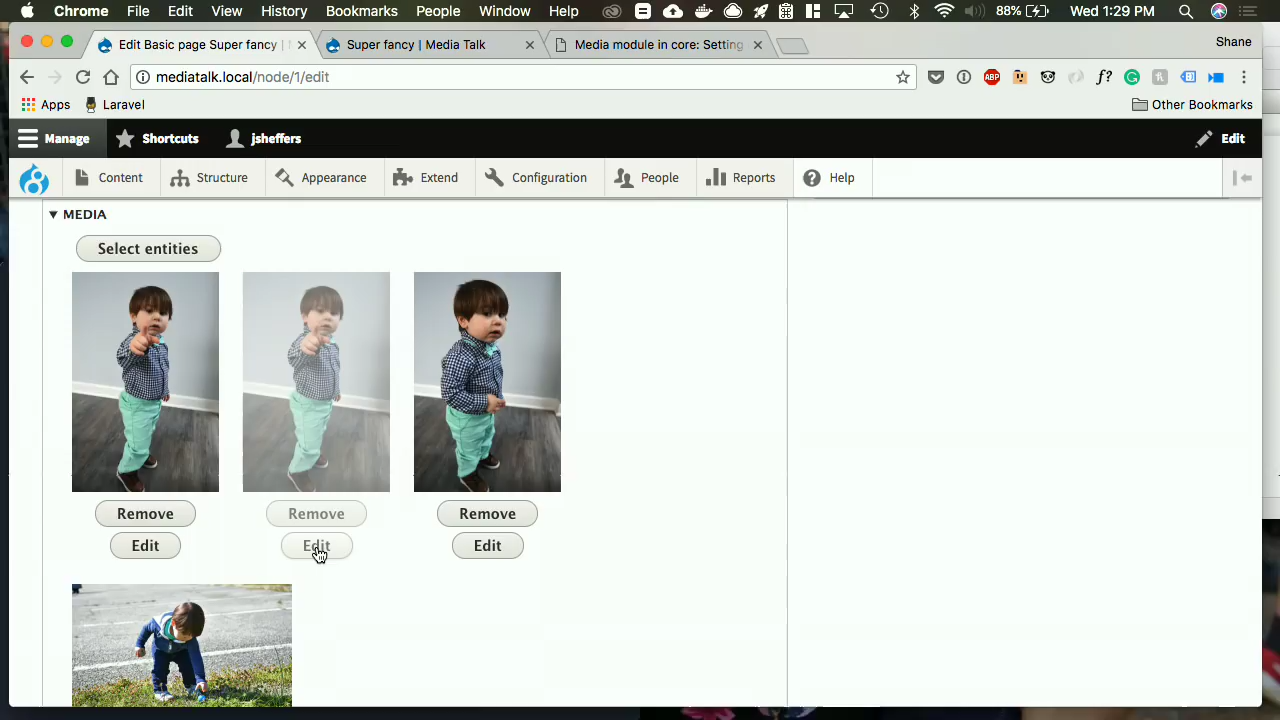 Chrome File Edit View History Bookmarks People Window Help 88% Wed 1:29 PM
Edit Basic page Super fancy | Super fancy | Media Talk Media module in core: Setting Shane
mediatalk.local/node/1/edit ABP f?
Apps Laravel Other Bookmarks
Manage Shortcuts jsheffers Edit
Content Structure Appearance Extend Configuration People Reports Help
MEDIA
Select entities
Remove Remove Remove
Edit Edit Edit